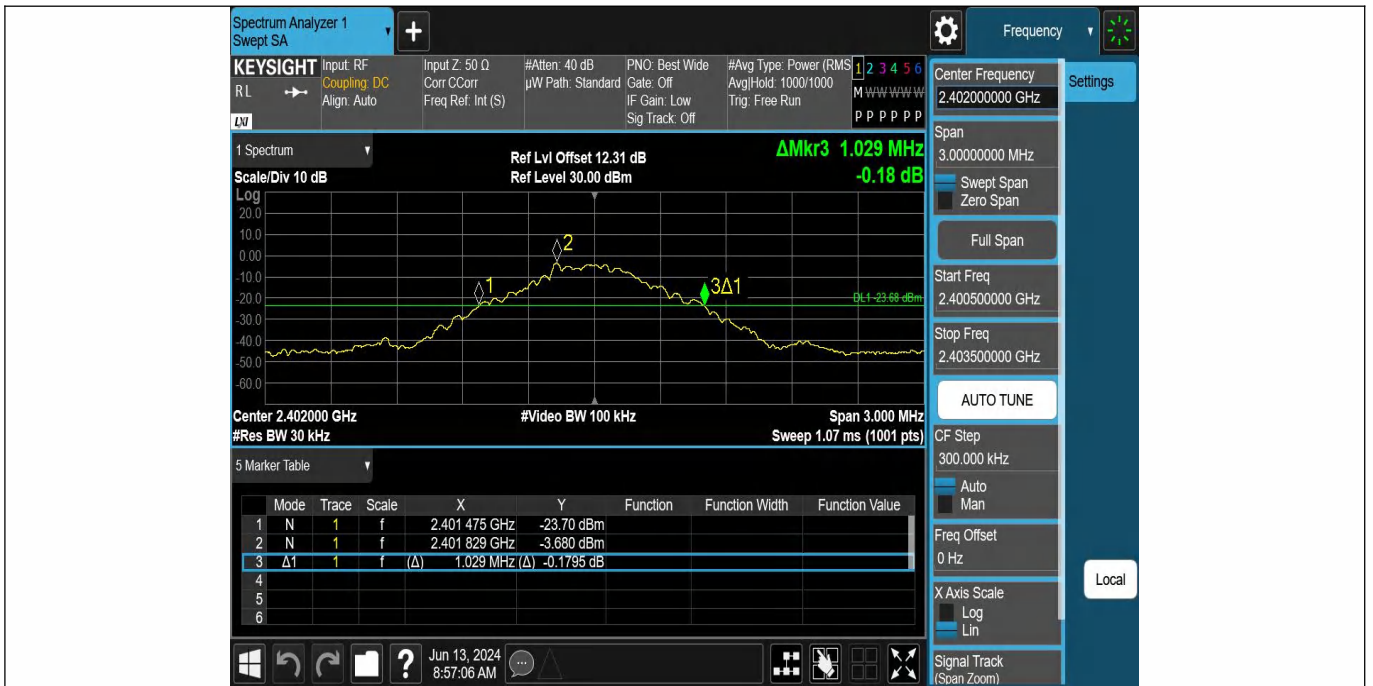 Spectrum Analyzer 1
Swept SA
+
Frequency
KEYSIGHT
RL
LXI
Input: RF
Coupling: DC
Align: Auto
Input Z: 50 Ω
Corr CCorr
Freq Ref: Int (S)
#Atten: 40 dB
µW Path: Standard
PNO: Best Wide
Gate: Off
IF Gain: Low
Sig Track: Off
#Avg Type: Power (RMS
Avg|Hold: 1000/1000
Trig: Free Run
1 2 3 4 5 6
M W W W W W
P P P P P P
1 Spectrum
Scale/Div 10 dB
Ref Lvl Offset 12.31 dB
Ref Level 30.00 dBm
ΔMkr3 1.029 MHz
-0.18 dB
Log
20.0
10.0
0.00
-10.0
-20.0
-30.0
-40.0
-50.0
-60.0
1
2
3Δ1
DL1 -23.68 dBm
Center 2.402000 GHz
#Video BW 100 kHz
Span 3.000 MHz
#Res BW 30 kHz
Sweep 1.07 ms (1001 pts)
5 Marker Table
Mode Trace Scale X Y Function Function Width Function Value
1 N 1 f 2.401 475 GHz -23.70 dBm
2 N 1 f 2.401 829 GHz -3.680 dBm
3 Δ1 1 f (Δ) 1.029 MHz (Δ) -0.1795 dB
4
5
6
?
Jun 13, 2024
8:57:06 AM
Center Frequency
2.402000000 GHz
Settings
Span
3.00000000 MHz
Swept Span
Zero Span
Full Span
Start Freq
2.400500000 GHz
Stop Freq
2.403500000 GHz
AUTO TUNE
CF Step
300.000 kHz
Auto
Man
Freq Offset
0 Hz
Local
X Axis Scale
Log
Lin
Signal Track
(Span Zoom)